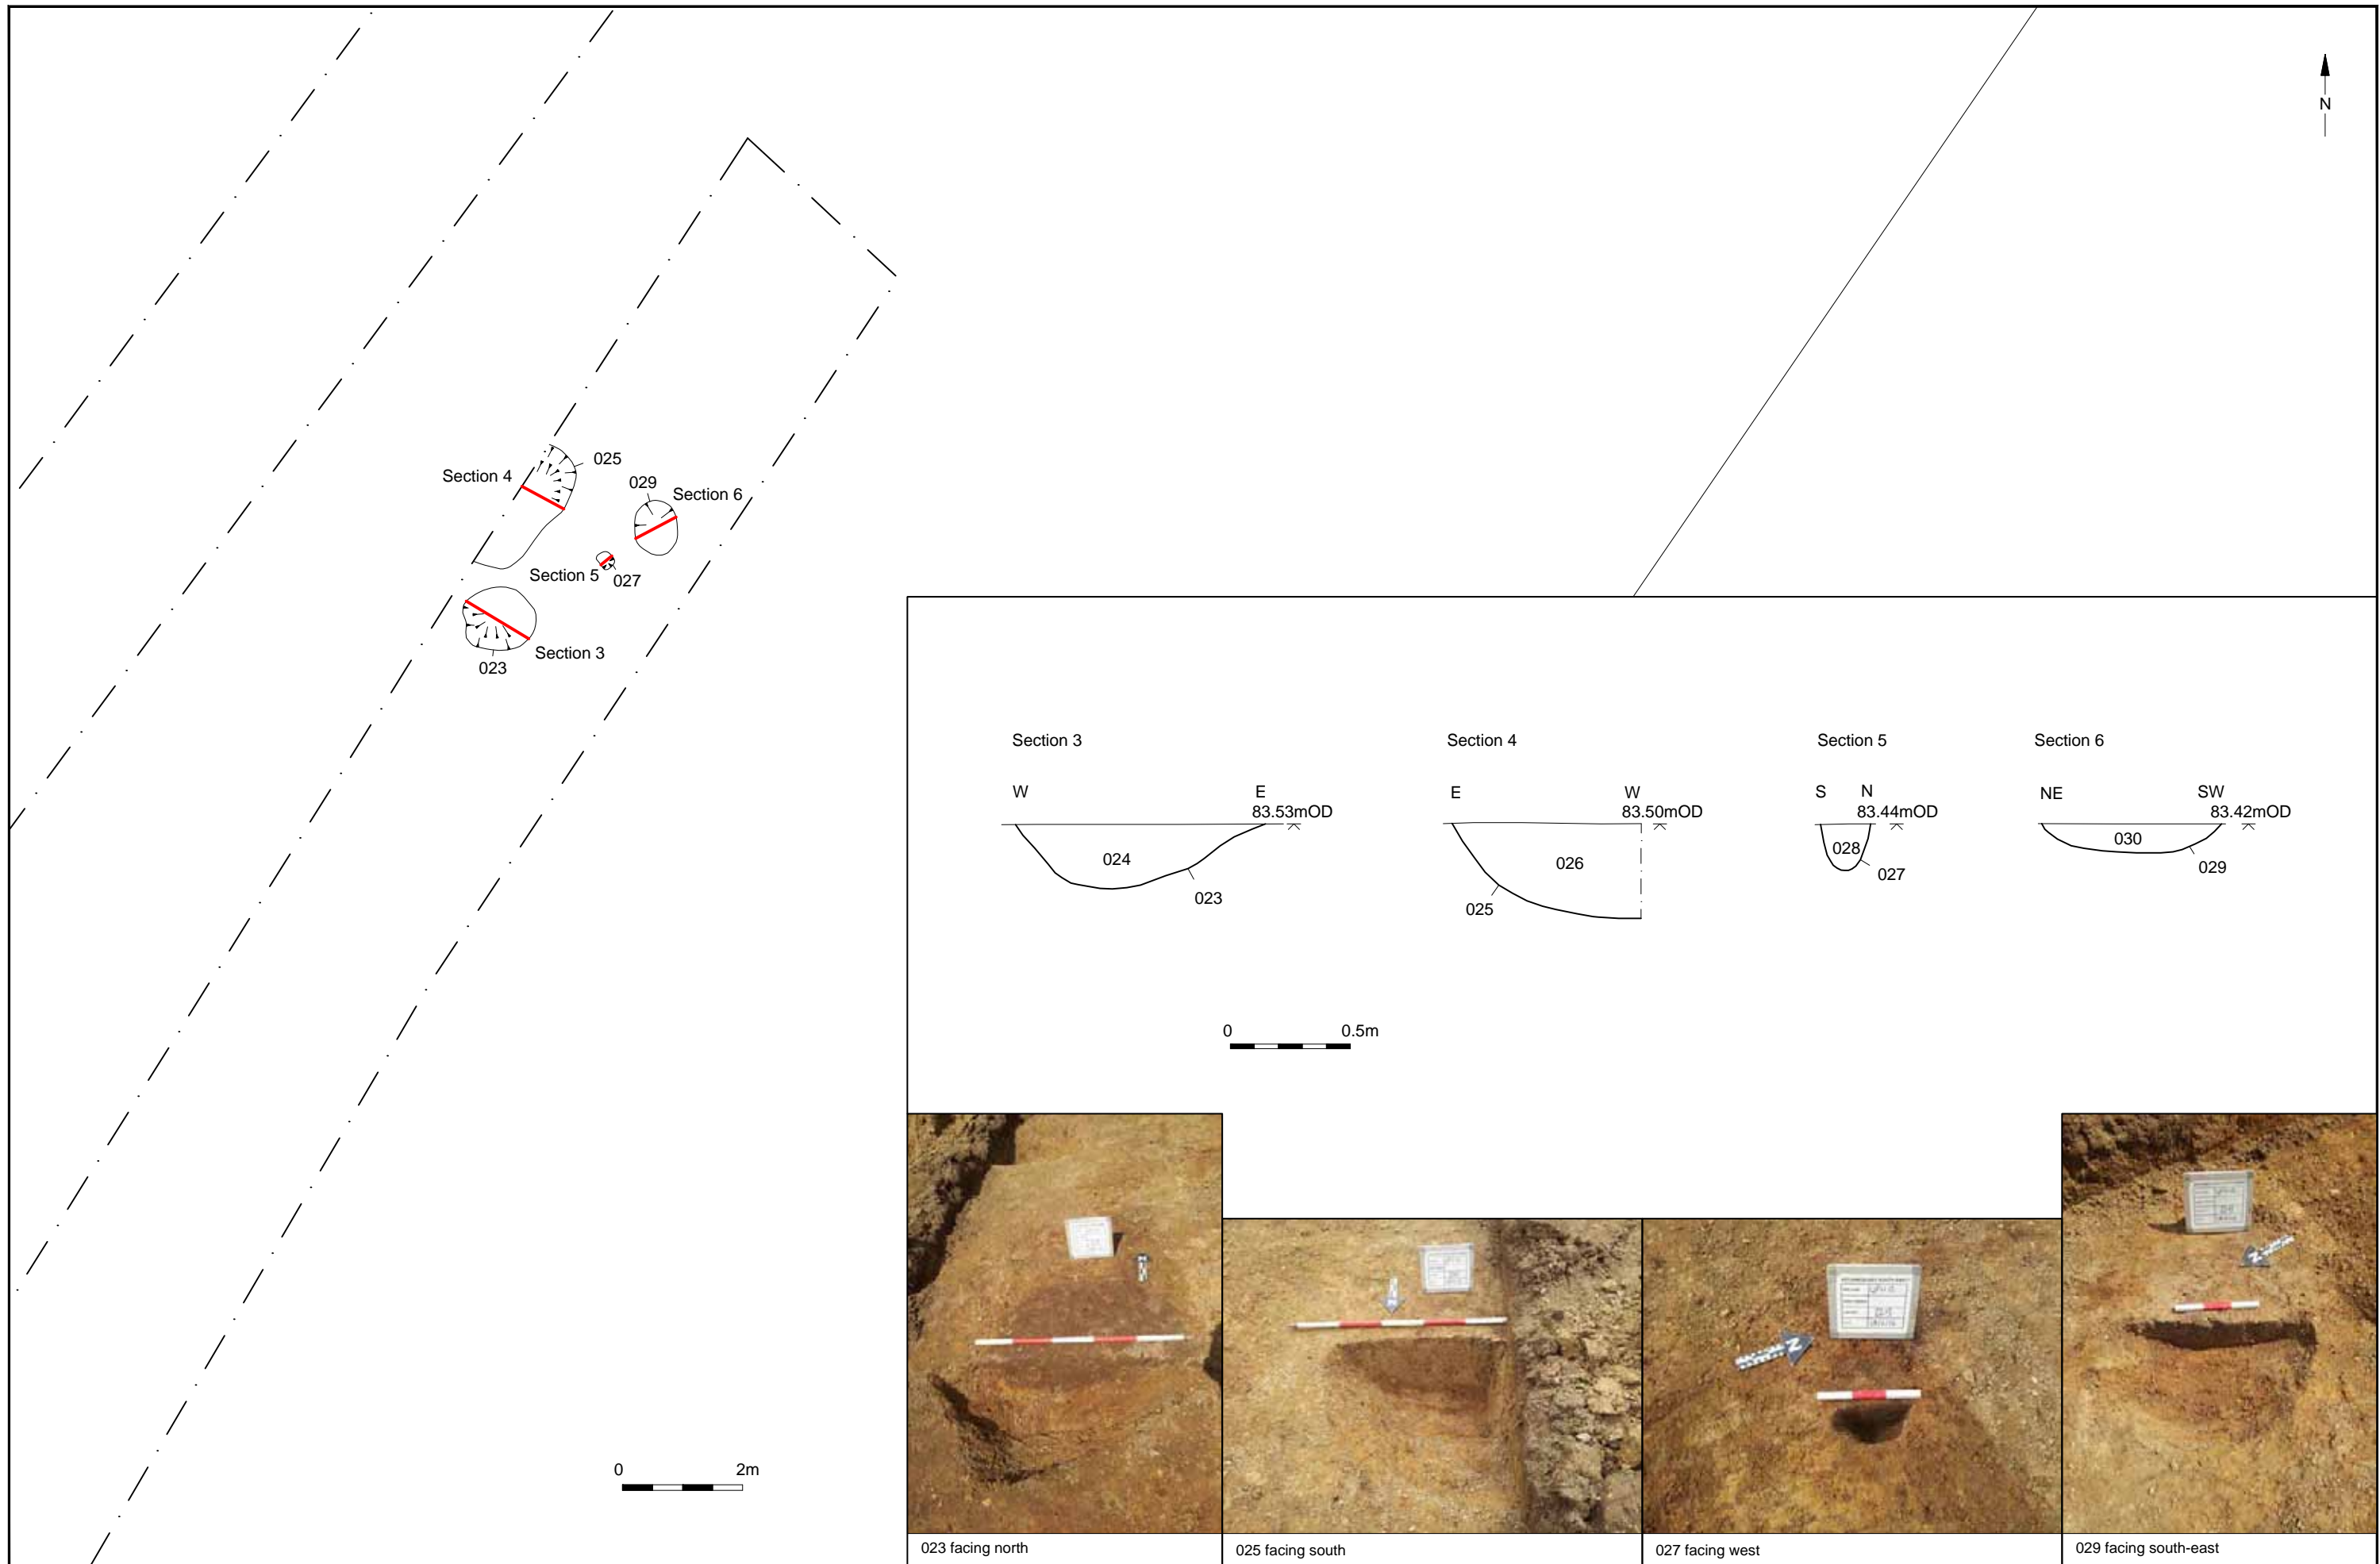 N
025
Section 4
029
Section 6
Section 5
027
Section 3
023
0 2m
Section 3
W E
83.53mOD
024
023
Section 4
E W
83.50mOD
026
025
Section 5
S N
83.44mOD
028
027
Section 6
NE SW
83.42mOD
030
029
0 0.5m
023 facing north
025 facing south
027 facing west
029 facing south-east